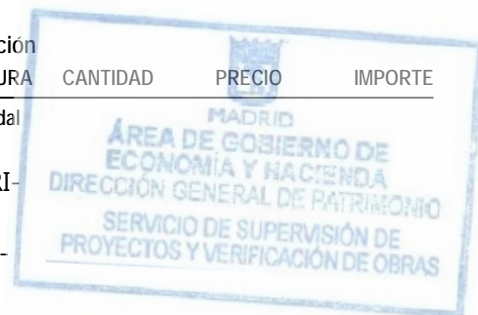 ción
URA CANTIDAD PRECIO IMPORTE
dal
RI-
-
MADRID
ÁREA DE GOBIERNO DE
ECONOMÍA Y HACIENDA
DIRECCIÓN GENERAL DE PATRIMONIO
SERVICIO DE SUPERVISIÓN DE
PROYECTOS Y VERIFICACIÓN DE OBRAS